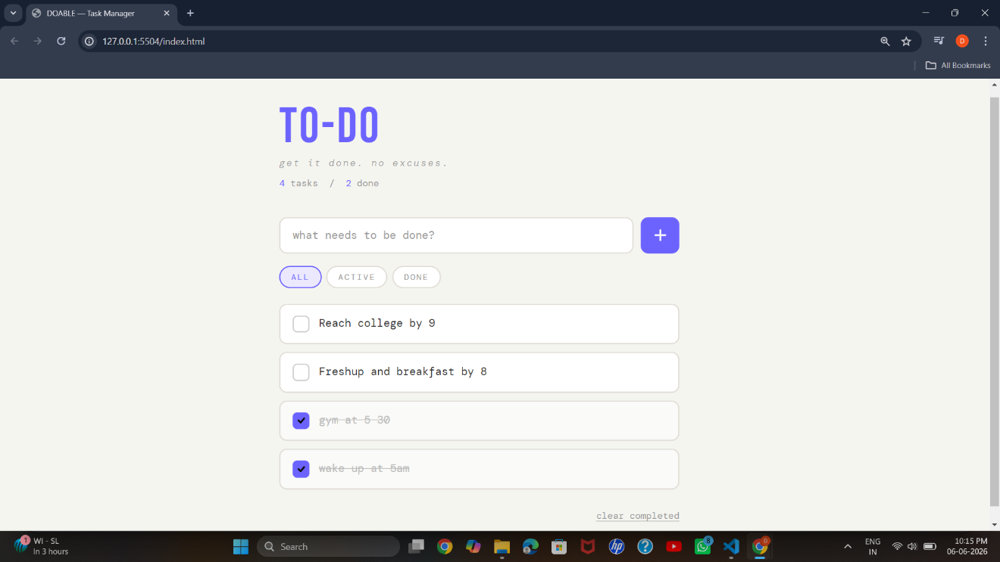 DOABLE — Task Manager
127.0.0.1:5504/index.html
D
All Bookmarks
TO-DO
get it done. no excuses.
4 tasks / 2 done
what needs to be done?
+
ALL ACTIVE DONE
Reach college by 9
Freshup and breakfast by 8
gym at 5 30
wake up at 5am
clear completed
1 WI - SL
In 3 hours
Search
hp
?
8
D
ENG
IN
10:15 PM
06-06-2026